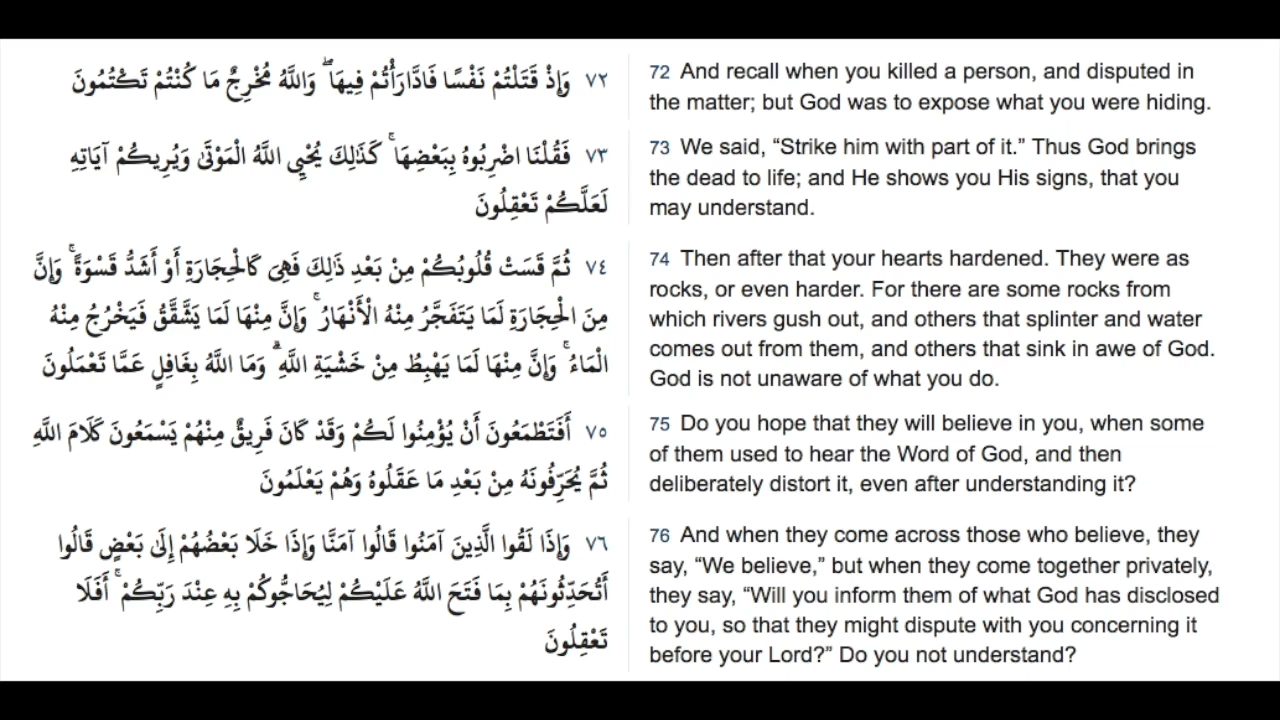 ٧٢ وَإِذْ قَتَلْتُمْ نَفْسًا فَادَّارَأْتُمْ فِيهَا ۖ وَاللَّهُ مُخْرِجٌ مَا كُنْتُمْ تَكْتُمُونَ
72 And recall when you killed a person, and disputed in
the matter; but God was to expose what you were hiding.
٧٣ فَقُلْنَا اضْرِبُوهُ بِبَعْضِهَا ۚ كَذَٰلِكَ يُحْيِي اللَّهُ الْمَوْتَىٰ وَيُرِيكُمْ آيَاتِهِ
لَعَلَّكُمْ تَعْقِلُونَ
73 We said, “Strike him with part of it.” Thus God brings
the dead to life; and He shows you His signs, that you
may understand.
٧٤ ثُمَّ قَسَتْ قُلُوبُكُمْ مِنْ بَعْدِ ذَٰلِكَ فَهِيَ كَالْحِجَارَةِ أَوْ أَشَدُّ قَسْوَةً ۚ وَإِنَّ
مِنَ الْحِجَارَةِ لَمَا يَتَفَجَّرُ مِنْهُ الْأَنْهَارُ ۚ وَإِنَّ مِنْهَا لَمَا يَشَّقَّقُ فَيَخْرُجُ مِنْهُ
الْمَاءُ ۚ وَإِنَّ مِنْهَا لَمَا يَهْبِطُ مِنْ خَشْيَةِ اللَّهِ ۗ وَمَا اللَّهُ بِغَافِلٍ عَمَّا تَعْمَلُونَ
74 Then after that your hearts hardened. They were as
rocks, or even harder. For there are some rocks from
which rivers gush out, and others that splinter and water
comes out from them, and others that sink in awe of God.
God is not unaware of what you do.
٧٥ أَفَتَطْمَعُونَ أَنْ يُؤْمِنُوا لَكُمْ وَقَدْ كَانَ فَرِيقٌ مِنْهُمْ يَسْمَعُونَ كَلَامَ اللَّهِ
ثُمَّ يُحَرِّفُونَهُ مِنْ بَعْدِ مَا عَقَلُوهُ وَهُمْ يَعْلَمُونَ
75 Do you hope that they will believe in you, when some
of them used to hear the Word of God, and then
deliberately distort it, even after understanding it?
٧٦ وَإِذَا لَقُوا الَّذِينَ آمَنُوا قَالُوا آمَنَّا وَإِذَا خَلَا بَعْضُهُمْ إِلَىٰ بَعْضٍ قَالُوا
أَتُحَدِّثُونَهُمْ بِمَا فَتَحَ اللَّهُ عَلَيْكُمْ لِيُحَاجُّوكُمْ بِهِ عِنْدَ رَبِّكُمْ ۚ أَفَلَا
تَعْقِلُونَ
76 And when they come across those who believe, they
say, “We believe,” but when they come together privately,
they say, “Will you inform them of what God has disclosed
to you, so that they might dispute with you concerning it
before your Lord?” Do you not understand?